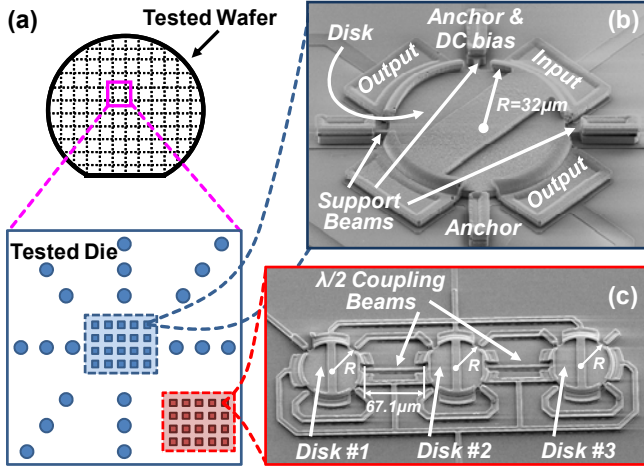 (a)
Tested Wafer
Tested Die
(b)
Anchor &
DC bias
Disk
Output
Input
R=32µm
Support
Beams
Output
Anchor
(c)
λ/2 Coupling
Beams
R
R
R
67.1µm
Disk #1
Disk #2
Disk #3